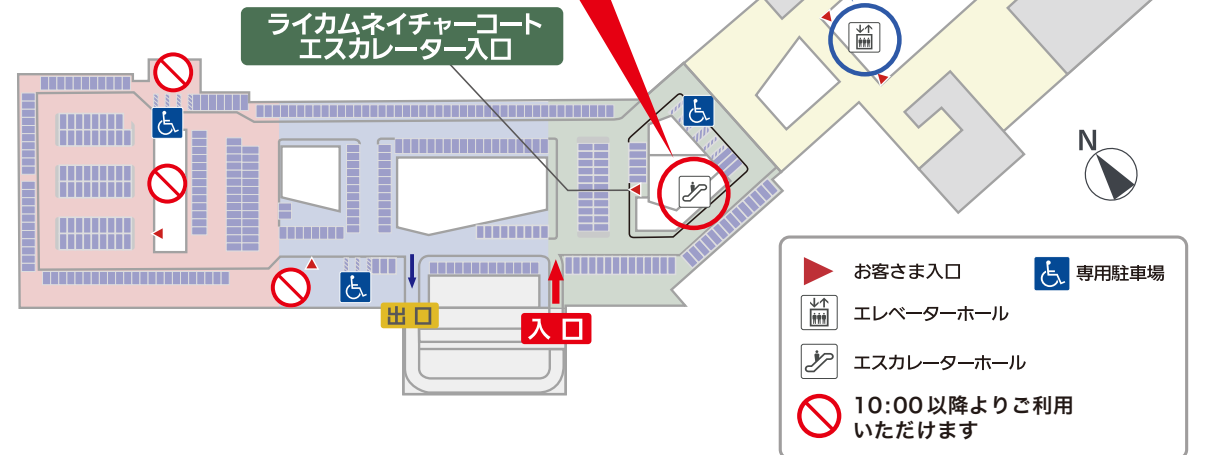 ライカムネイチャーコート
エスカレーター入口
N
出口
入口
お客さま入口
専用駐車場
エレベーターホール
エスカレーターホール
10:00以降よりご利用
いただけます